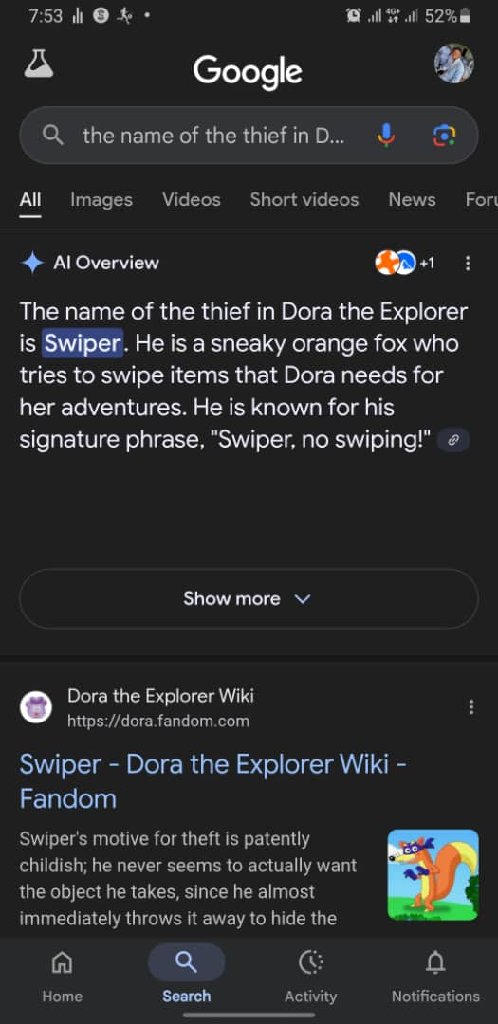 7:53
4G+ 52%
Google
the name of the thief in D...
All Images Videos Short videos News Foru
AI Overview +1
The name of the thief in Dora the Explorer
is Swiper. He is a sneaky orange fox who
tries to swipe items that Dora needs for
her adventures. He is known for his
signature phrase, "Swiper, no swiping!"
Show more
Dora the Explorer Wiki
https://dora.fandom.com
Swiper - Dora the Explorer Wiki -
Fandom
Swiper's motive for theft is patently
childish; he never seems to actually want
the object he takes, since he almost
immediately throws it away to hide the
Home Search Activity Notifications